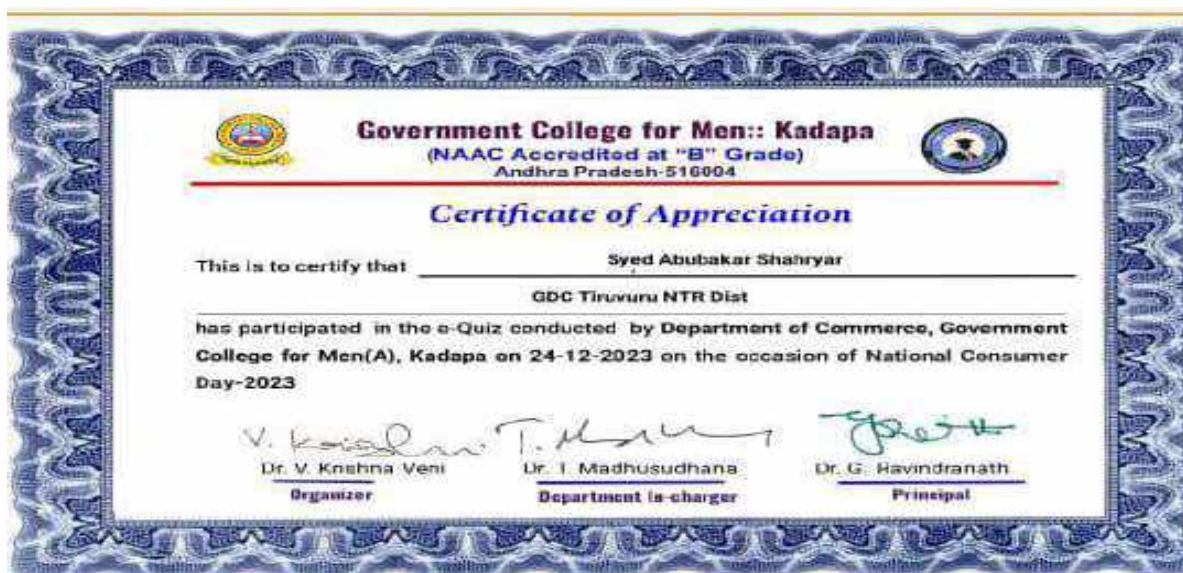 Government College for Men:: Kadapa
(NAAC Accredited at "B" Grade)
Andhra Pradesh-516004
Certificate of Appreciation
This is to certify that Syed Abubakar Shahryar
GDC Tiruvuru NTR Dist
has participated in the e-Quiz conducted by Department of Commerce, Government
College for Men(A), Kadapa on 24-12-2023 on the occasion of National Consumer
Day-2023
V. Krishna T. Madhu
Dr. V. Krishna Veni Dr. T. Madhusudhana Dr. G. Ravindranath
Organizer Department in-charger Principal